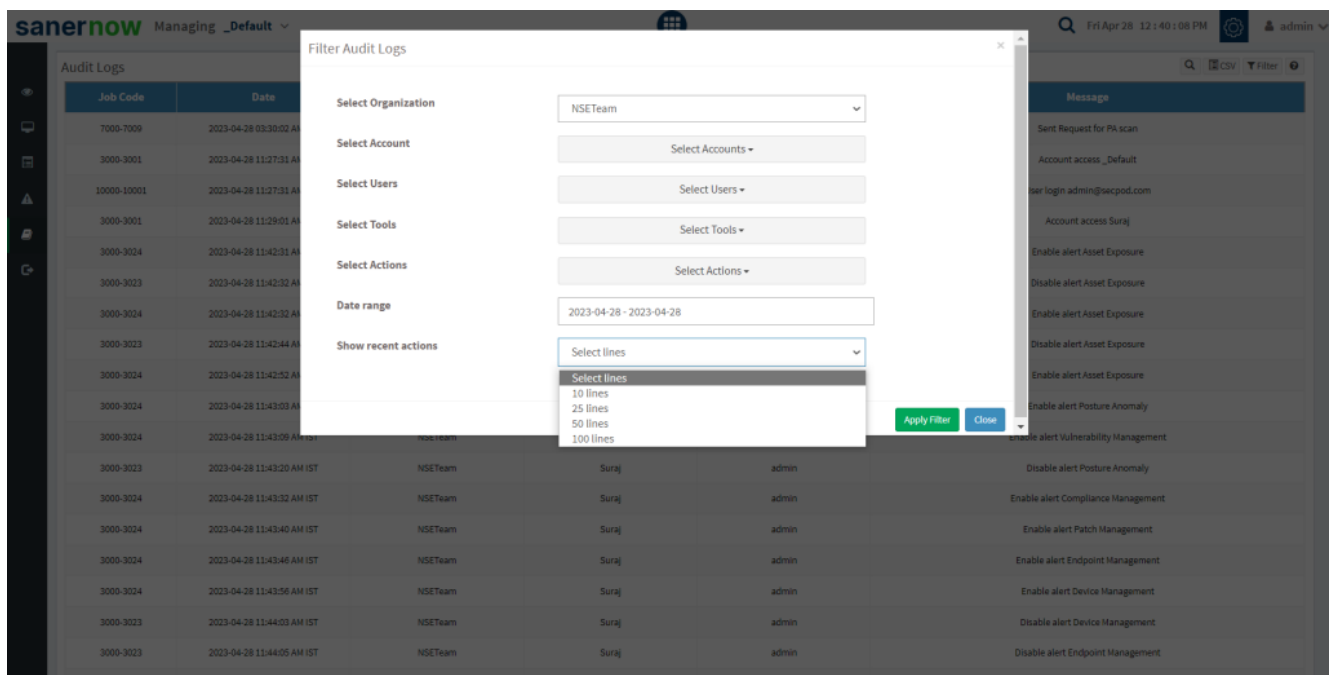 sanernow Managing _Default Fri Apr 28 12:40:08 PM admin
Filter Audit Logs ×
Audit Logs CSV Filter
Job Code Date Message
Select Organization NSETeam
7000-7009 2023-04-28 03:30:02 Sent Request for PA scan
Select Account Select Accounts
3000-3001 2023-04-28 11:27:31 Account access _Default
Select Users Select Users
10000-10001 2023-04-28 11:27:31 login admin@secpod.com
3000-3001 2023-04-28 11:29:01 Account access Suraj
Select Tools Select Tools
3000-3024 2023-04-28 11:42:31 Enable alert Asset Exposure
Select Actions Select Actions
3000-3023 2023-04-28 11:42:32 Disable alert Asset Exposure
Date range 2023-04-28 - 2023-04-28
3000-3024 2023-04-28 11:42:32 Enable alert Asset Exposure
3000-3023 2023-04-28 11:42:44 Disable alert Asset Exposure
Show recent actions Select lines
3000-3024 2023-04-28 11:42:52 Enable alert Asset Exposure
Select lines
10 lines
25 lines
50 lines
100 lines
3000-3024 2023-04-28 11:43:03 Enable alert Posture Anomaly
Apply Filter Close
3000-3024 2023-04-28 11:43:09 AM IST NSETeam Enable alert Vulnerability Management
3000-3023 2023-04-28 11:43:20 AM IST NSETeam Suraj admin Disable alert Posture Anomaly
3000-3024 2023-04-28 11:43:32 AM IST NSETeam Suraj admin Enable alert Compliance Management
3000-3024 2023-04-28 11:43:40 AM IST NSETeam Suraj admin Enable alert Patch Management
3000-3024 2023-04-28 11:43:46 AM IST NSETeam Suraj admin Enable alert Endpoint Management
3000-3024 2023-04-28 11:43:56 AM IST NSETeam Suraj admin Enable alert Device Management
3000-3023 2023-04-28 11:44:03 AM IST NSETeam Suraj admin Disable alert Device Management
3000-3023 2023-04-28 11:44:05 AM IST NSETeam Suraj admin Disable alert Endpoint Management